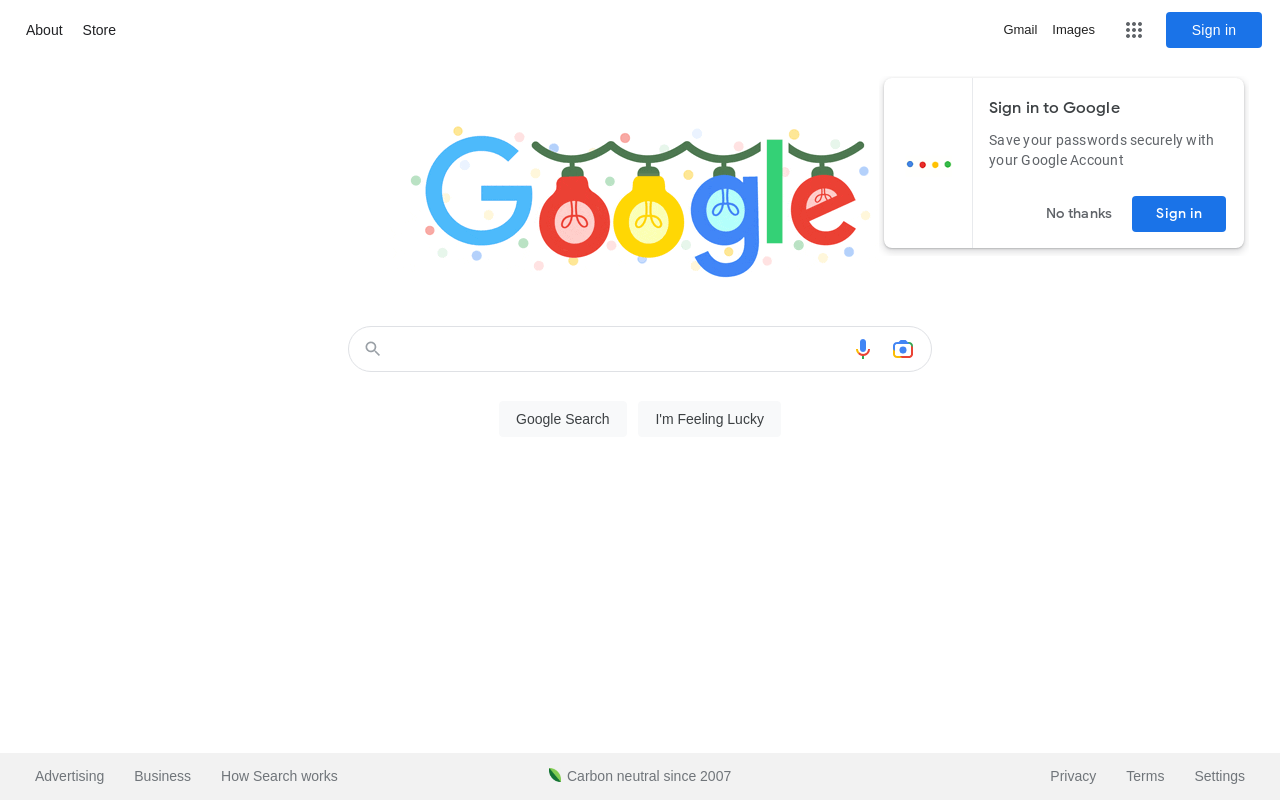 About
Store
Gmail
Images
Sign in
Google
Sign in to Google
Save your passwords securely with
your Google Account
No thanks
Sign in
Google Search
I'm Feeling Lucky
Advertising
Business
How Search works
Carbon neutral since 2007
Privacy
Terms
Settings